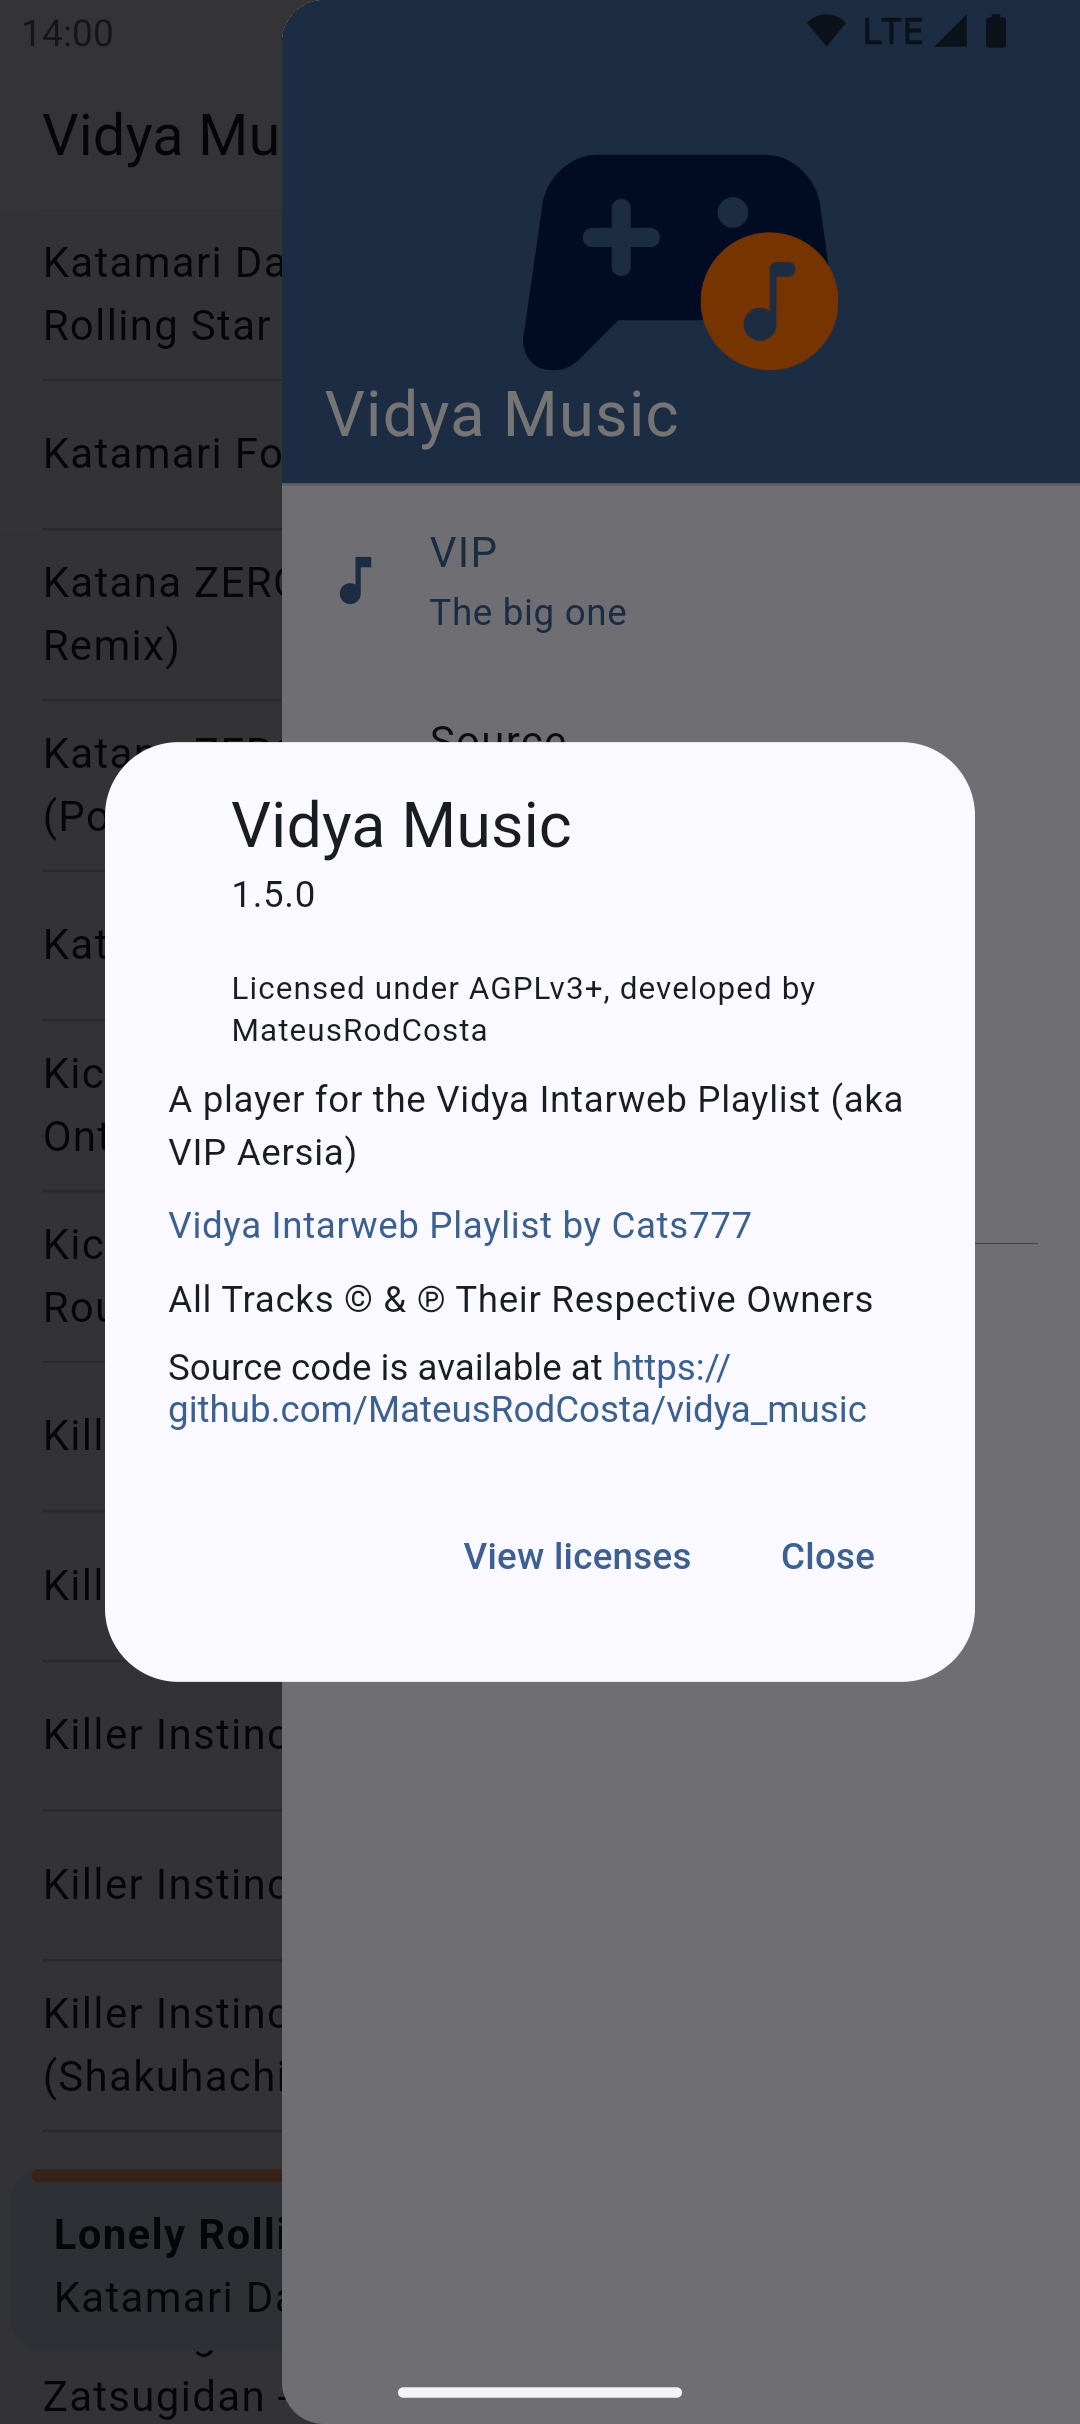 14:00
LTE
Vidya Mu
Katamari Da
Rolling Star
Katamari Fo
Katana ZERO
Remix)
Vidya Music
VIP
The big one
Source
Vidya Music
1.5.0
Licensed under AGPLv3+, developed by
MateusRodCosta
A player for the Vidya Intarweb Playlist (aka
VIP Aersia)
Vidya Intarweb Playlist by Cats777
All Tracks © & ℗ Their Respective Owners
Source code is available at https://
github.com/MateusRodCosta/vidya_music
View licenses
Close
(Po
Kat
Kic
Ont
Kic
Rou
Kill
Kill
Killer Instinc
Killer Instinc
Killer Instinc
(Shakuhachi
Lonely Rolli
Katamari Da
Zatsugidan -